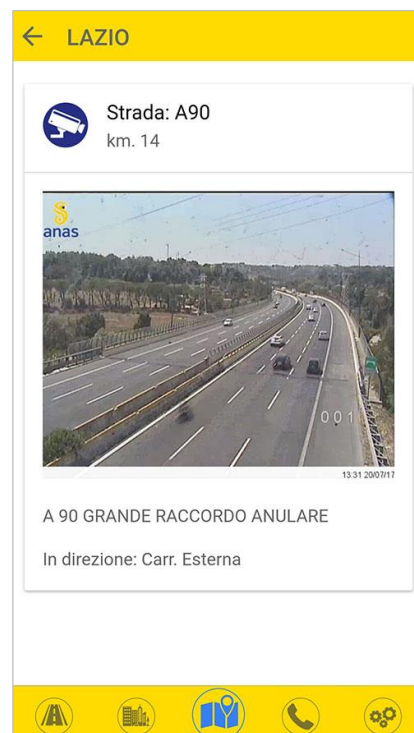 LAZIO
Strada: A90
km. 14
anas
001
13:31 20/07/17
A 90 GRANDE RACCORDO ANULARE
In direzione: Carr. Esterna